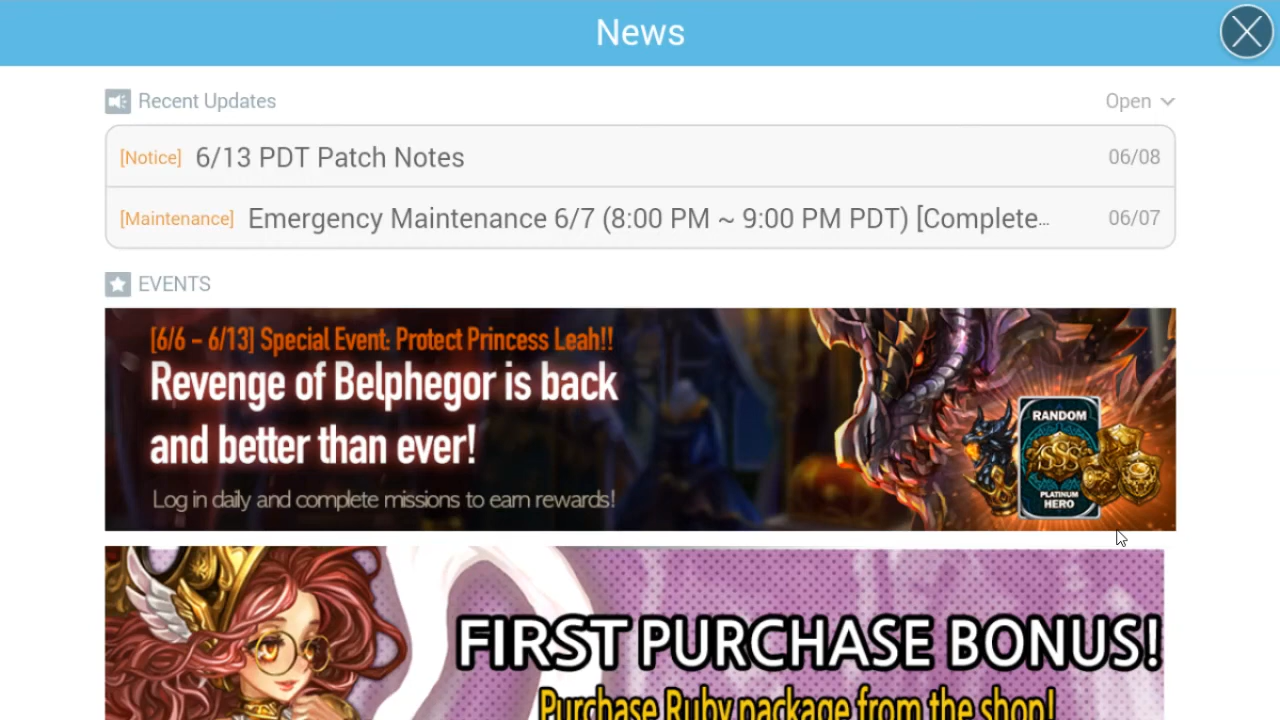 News
Recent Updates
Open
[Notice] 6/13 PDT Patch Notes 06/08
[Maintenance] Emergency Maintenance 6/7 (8:00 PM ~ 9:00 PM PDT) [Complete... 06/07
EVENTS
[6/6 - 6/13] Special Event: Protect Princess Leah!!
Revenge of Belphegor is back
and better than ever!
Log in daily and complete missions to earn rewards!
RANDOM
SSS
PLATINUM
HERO
FIRST PURCHASE BONUS!
Purchase Ruby package from the shop!